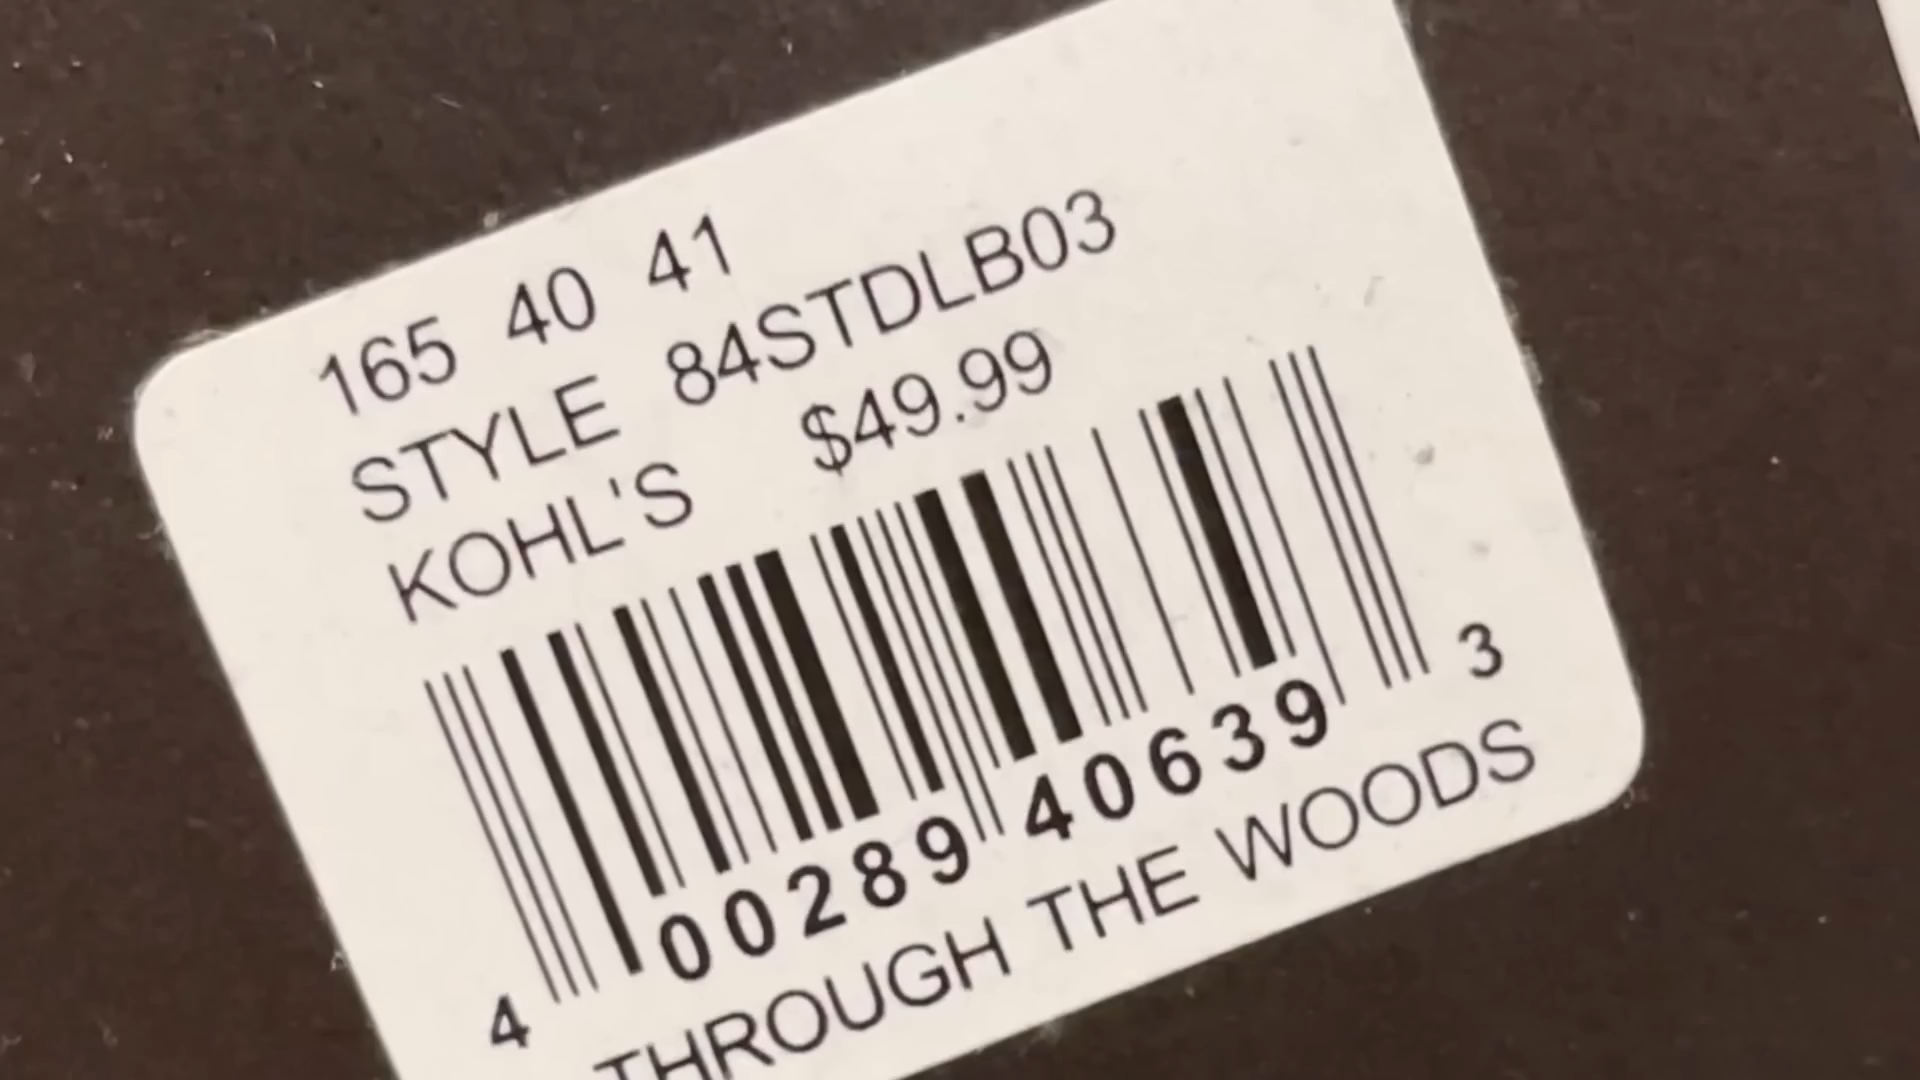 165 40 41
STYLE 84STDLB03
KOHL'S $49.99
4 00289 40639 3
THROUGH THE WOODS